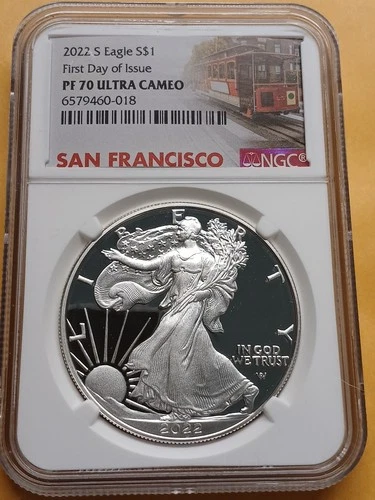 2022 S Eagle S$1
First Day of Issue
PF 70 ULTRA CAMEO
6579460-018
SAN FRANCISCO
NGC®
LIBERTY
IN GOD
WE TRUST
2022